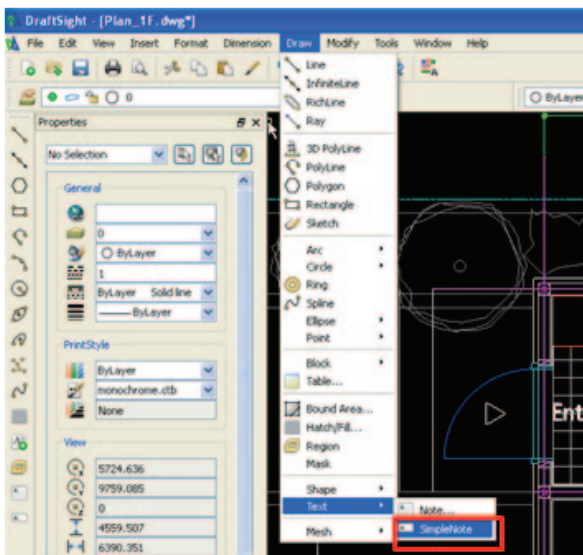 DraftSight - [Plan_1F.dwg*]
File Edit View Insert Format Dimension Draw Modify Tools Window Help
0
ByLayer
Properties
No Selection
General
0
ByLayer
1
ByLayer Solid line
ByLayer
PrintStyle
ByLayer
monochrome.ctb
None
View
5724.636
9759.085
0
4559.507
6390.351
Line
InfiniteLine
RichLine
Ray
3D PolyLine
PolyLine
Polygon
Rectangle
Sketch
Arc
Circle
Ring
Spline
Ellipse
Point
Block
Table...
Bound Area...
Hatch/Fill...
Region
Mask
Shape
Text
Mesh
Note...
SimpleNote
Ent